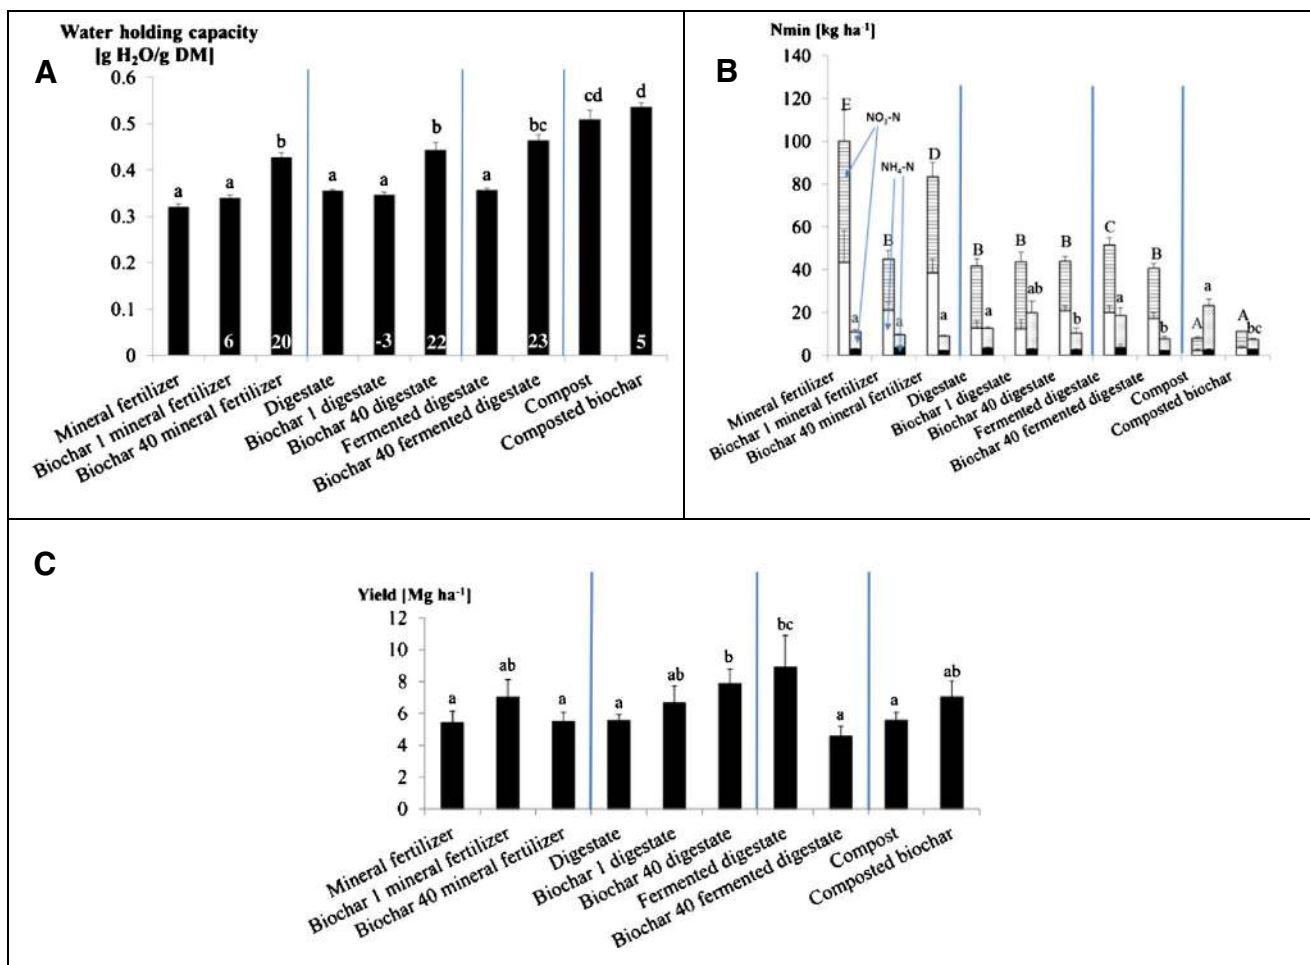 A
Water holding capacity
[g H₂O/g DM]
0.6
0.5
0.4
0.3
0.2
0.1
0
a
a
b
a
a
b
a
bc
cd
d
6
20
-3
22
23
5
Mineral fertilizer
Biochar 1 mineral fertilizer
Biochar 40 mineral fertilizer
Digestate
Biochar 1 digestate
Biochar 40 digestate
Fermented digestate
Biochar 40 fermented digestate
Compost
Composted biochar
B
Nmin [kg ha⁻¹]
140
120
100
80
60
40
20
0
NO₃-N
NH₄-N
E
a
B
a
D
a
B
a
B
ab
B
b
C
a
B
b
A
a
A
bc
Mineral fertilizer
Biochar 1 mineral fertilizer
Biochar 40 mineral fertilizer
Digestate
Biochar 1 digestate
Biochar 40 digestate
Fermented digestate
Biochar 40 fermented digestate
Compost
Composted biochar
C
Yield [Mg ha⁻¹]
12
10
8
6
4
2
0
a
ab
a
a
ab
b
bc
a
a
ab
Mineral fertilizer
Biochar 1 mineral fertilizer
Biochar 40 mineral fertilizer
Digestate
Biochar 1 digestate
Biochar 40 digestate
Fermented digestate
Biochar 40 fermented digestate
Compost
Composted biochar